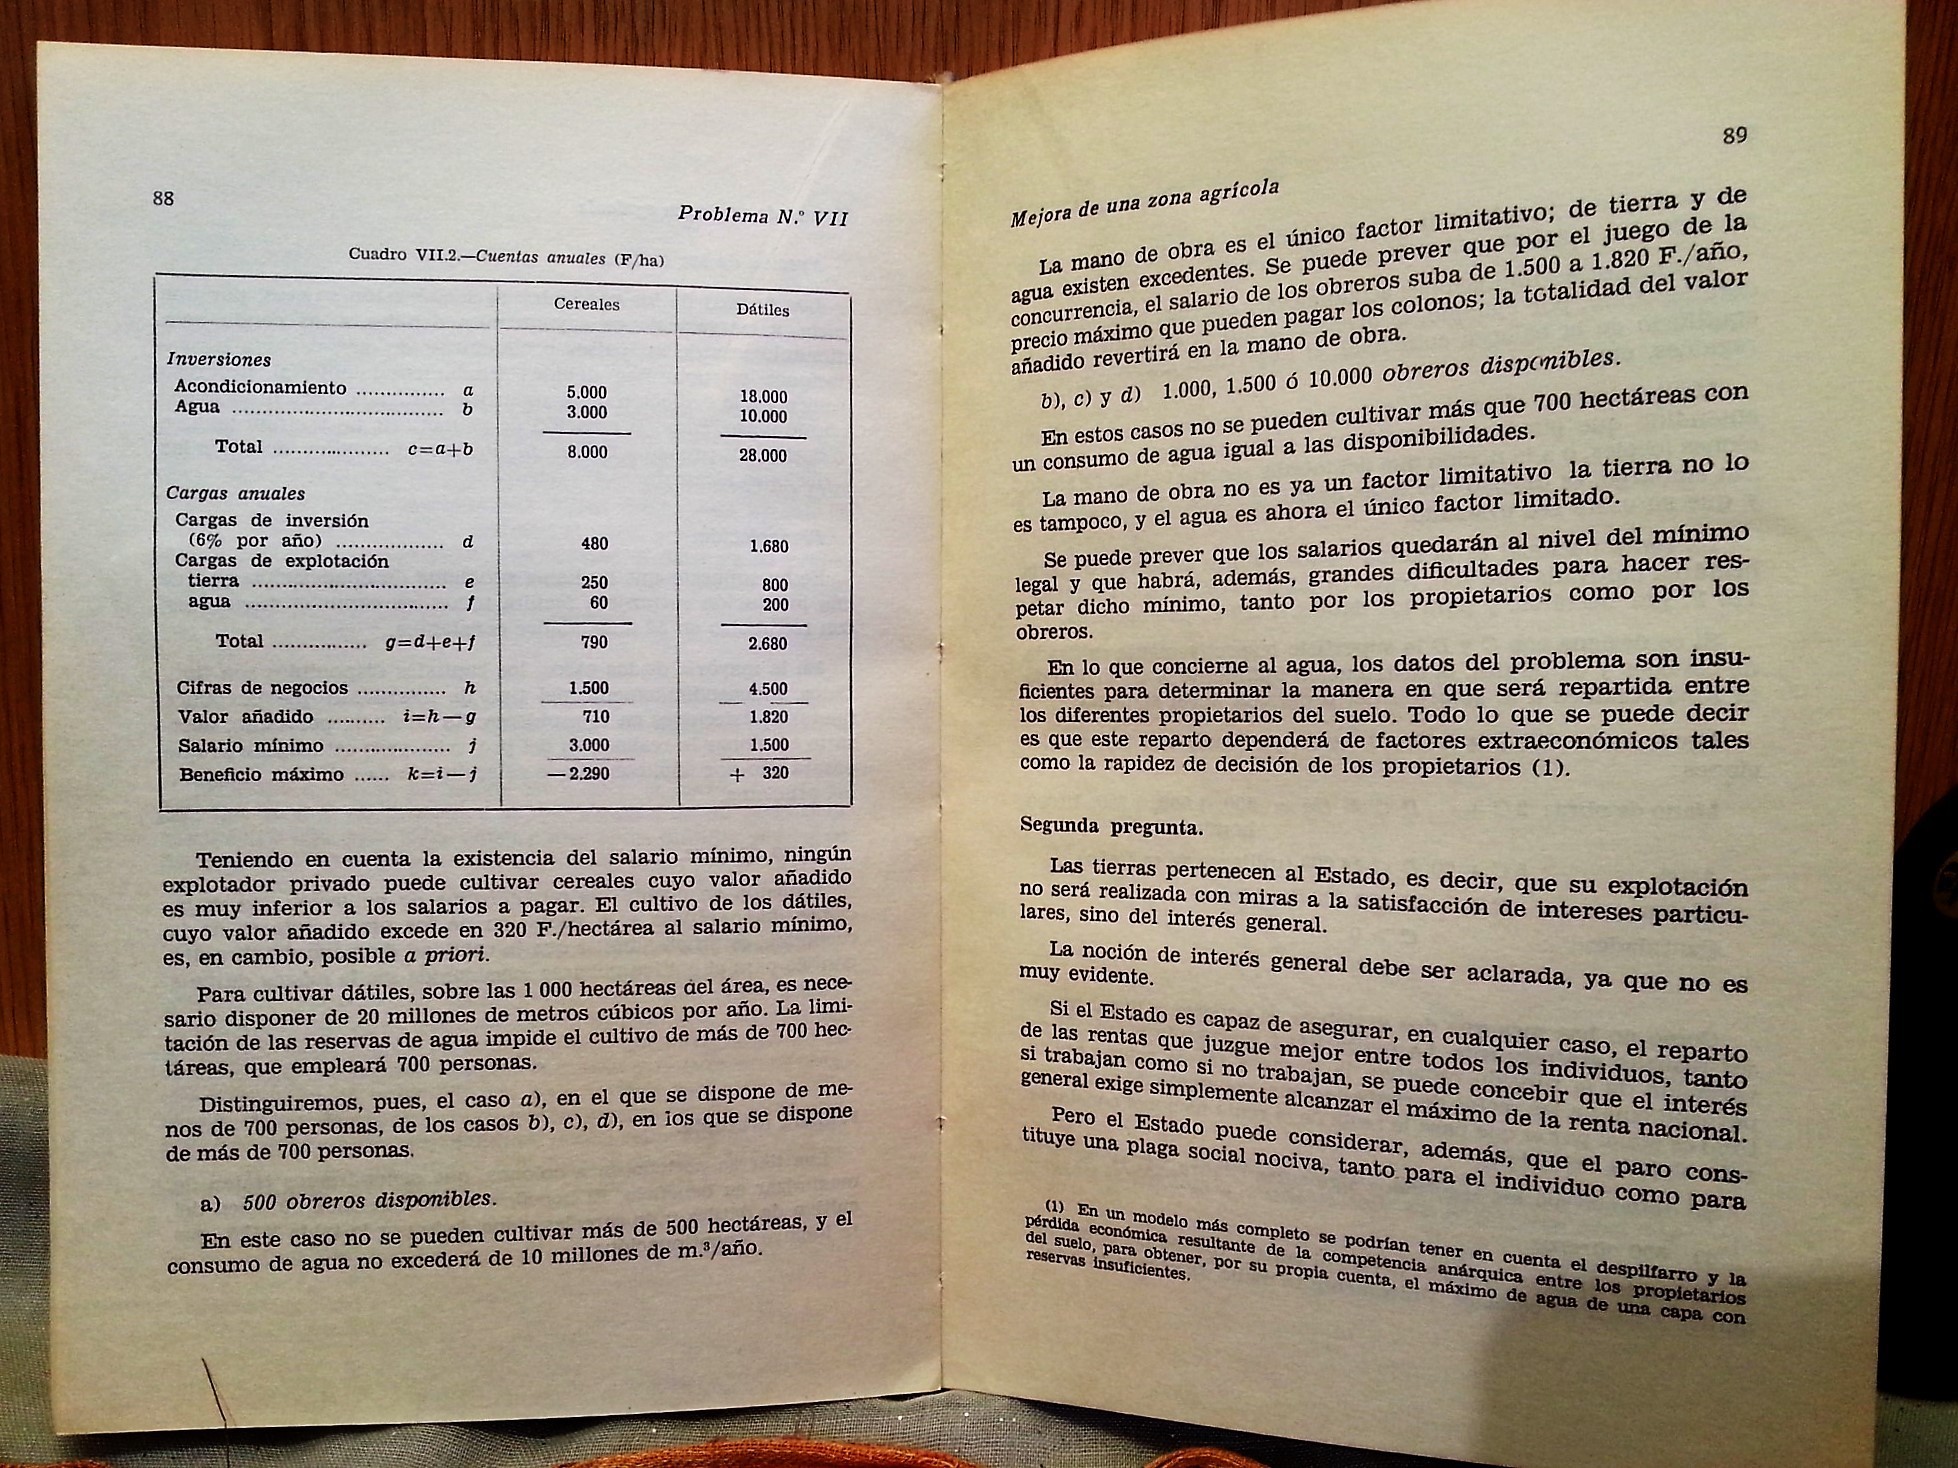 88
Problema N.º VII
Cuadro VII.2.—Cuentas anuales (F/ha)
Cereales Dátiles
Inversiones
Acondicionamiento ............... a 5.000 18.000
Agua ................................... b 3.000 10.000
Total ................... c=a+b 8.000 28.000
Cargas anuales
Cargas de inversión
(6% por año) .................. d 480 1.680
Cargas de explotación
tierra ................................ e 250 800
agua .................................. f 60 200
Total ................ g=d+e+f 790 2.680
Cifras de negocios ............... h 1.500 4.500
Valor añadido .......... i=h—g 710 1.820
Salario mínimo .................... j 3.000 1.500
Beneficio máximo ...... k=i—j —2.290 + 320
Teniendo en cuenta la existencia del salario mínimo, ningún
explotador privado puede cultivar cereales cuyo valor añadido
es muy inferior a los salarios a pagar. El cultivo de los dátiles,
cuyo valor añadido excede en 320 F./hectárea al salario mínimo,
es, en cambio, posible a priori.
Para cultivar dátiles, sobre las 1 000 hectáreas del área, es nece-
sario disponer de 20 millones de metros cúbicos por año. La limi-
tación de las reservas de agua impide el cultivo de más de 700 hec-
táreas, que empleará 700 personas.
Distinguiremos, pues, el caso a), en el que se dispone de me-
nos de 700 personas, de los casos b), c), d), en los que se dispone
de más de 700 personas.
a) 500 obreros disponibles.
En este caso no se pueden cultivar más de 500 hectáreas, y el
consumo de agua no excederá de 10 millones de m.³/año.
89
Mejora de una zona agrícola
La mano de obra es el único factor limitativo; de tierra y de
agua existen excedentes. Se puede prever que por el juego de la
concurrencia, el salario de los obreros suba de 1.500 a 1.820 F./año,
precio máximo que pueden pagar los colonos; la totalidad del valor
añadido revertirá en la mano de obra.
b), c) y d) 1.000, 1.500 ó 10.000 obreros disponibles.
En estos casos no se pueden cultivar más que 700 hectáreas con
un consumo de agua igual a las disponibilidades.
La mano de obra no es ya un factor limitativo la tierra no lo
es tampoco, y el agua es ahora el único factor limitado.
Se puede prever que los salarios quedarán al nivel del mínimo
legal y que habrá, además, grandes dificultades para hacer res-
petar dicho mínimo, tanto por los propietarios como por los
obreros.
En lo que concierne al agua, los datos del problema son insu-
ficientes para determinar la manera en que será repartida entre
los diferentes propietarios del suelo. Todo lo que se puede decir
es que este reparto dependerá de factores extraeconómicos tales
como la rapidez de decisión de los propietarios (1).
Segunda pregunta.
Las tierras pertenecen al Estado, es decir, que su explotación
no será realizada con miras a la satisfacción de intereses particu-
lares, sino del interés general.
La noción de interés general debe ser aclarada, ya que no es
muy evidente.
Si el Estado es capaz de asegurar, en cualquier caso, el reparto
de las rentas que juzgue mejor entre todos los individuos, tanto
si trabajan como si no trabajan, se puede concebir que el interés
general exige simplemente alcanzar el máximo de la renta nacional.
Pero el Estado puede considerar, además, que el paro cons-
tituye una plaga social nociva, tanto para el individuo como para
(1) En un modelo más completo se podrían tener en cuenta el despilfarro y la
pérdida económica resultante de la competencia anárquica entre los propietarios
del suelo, para obtener, por su propia cuenta, el máximo de agua de una capa con
reservas insuficientes.